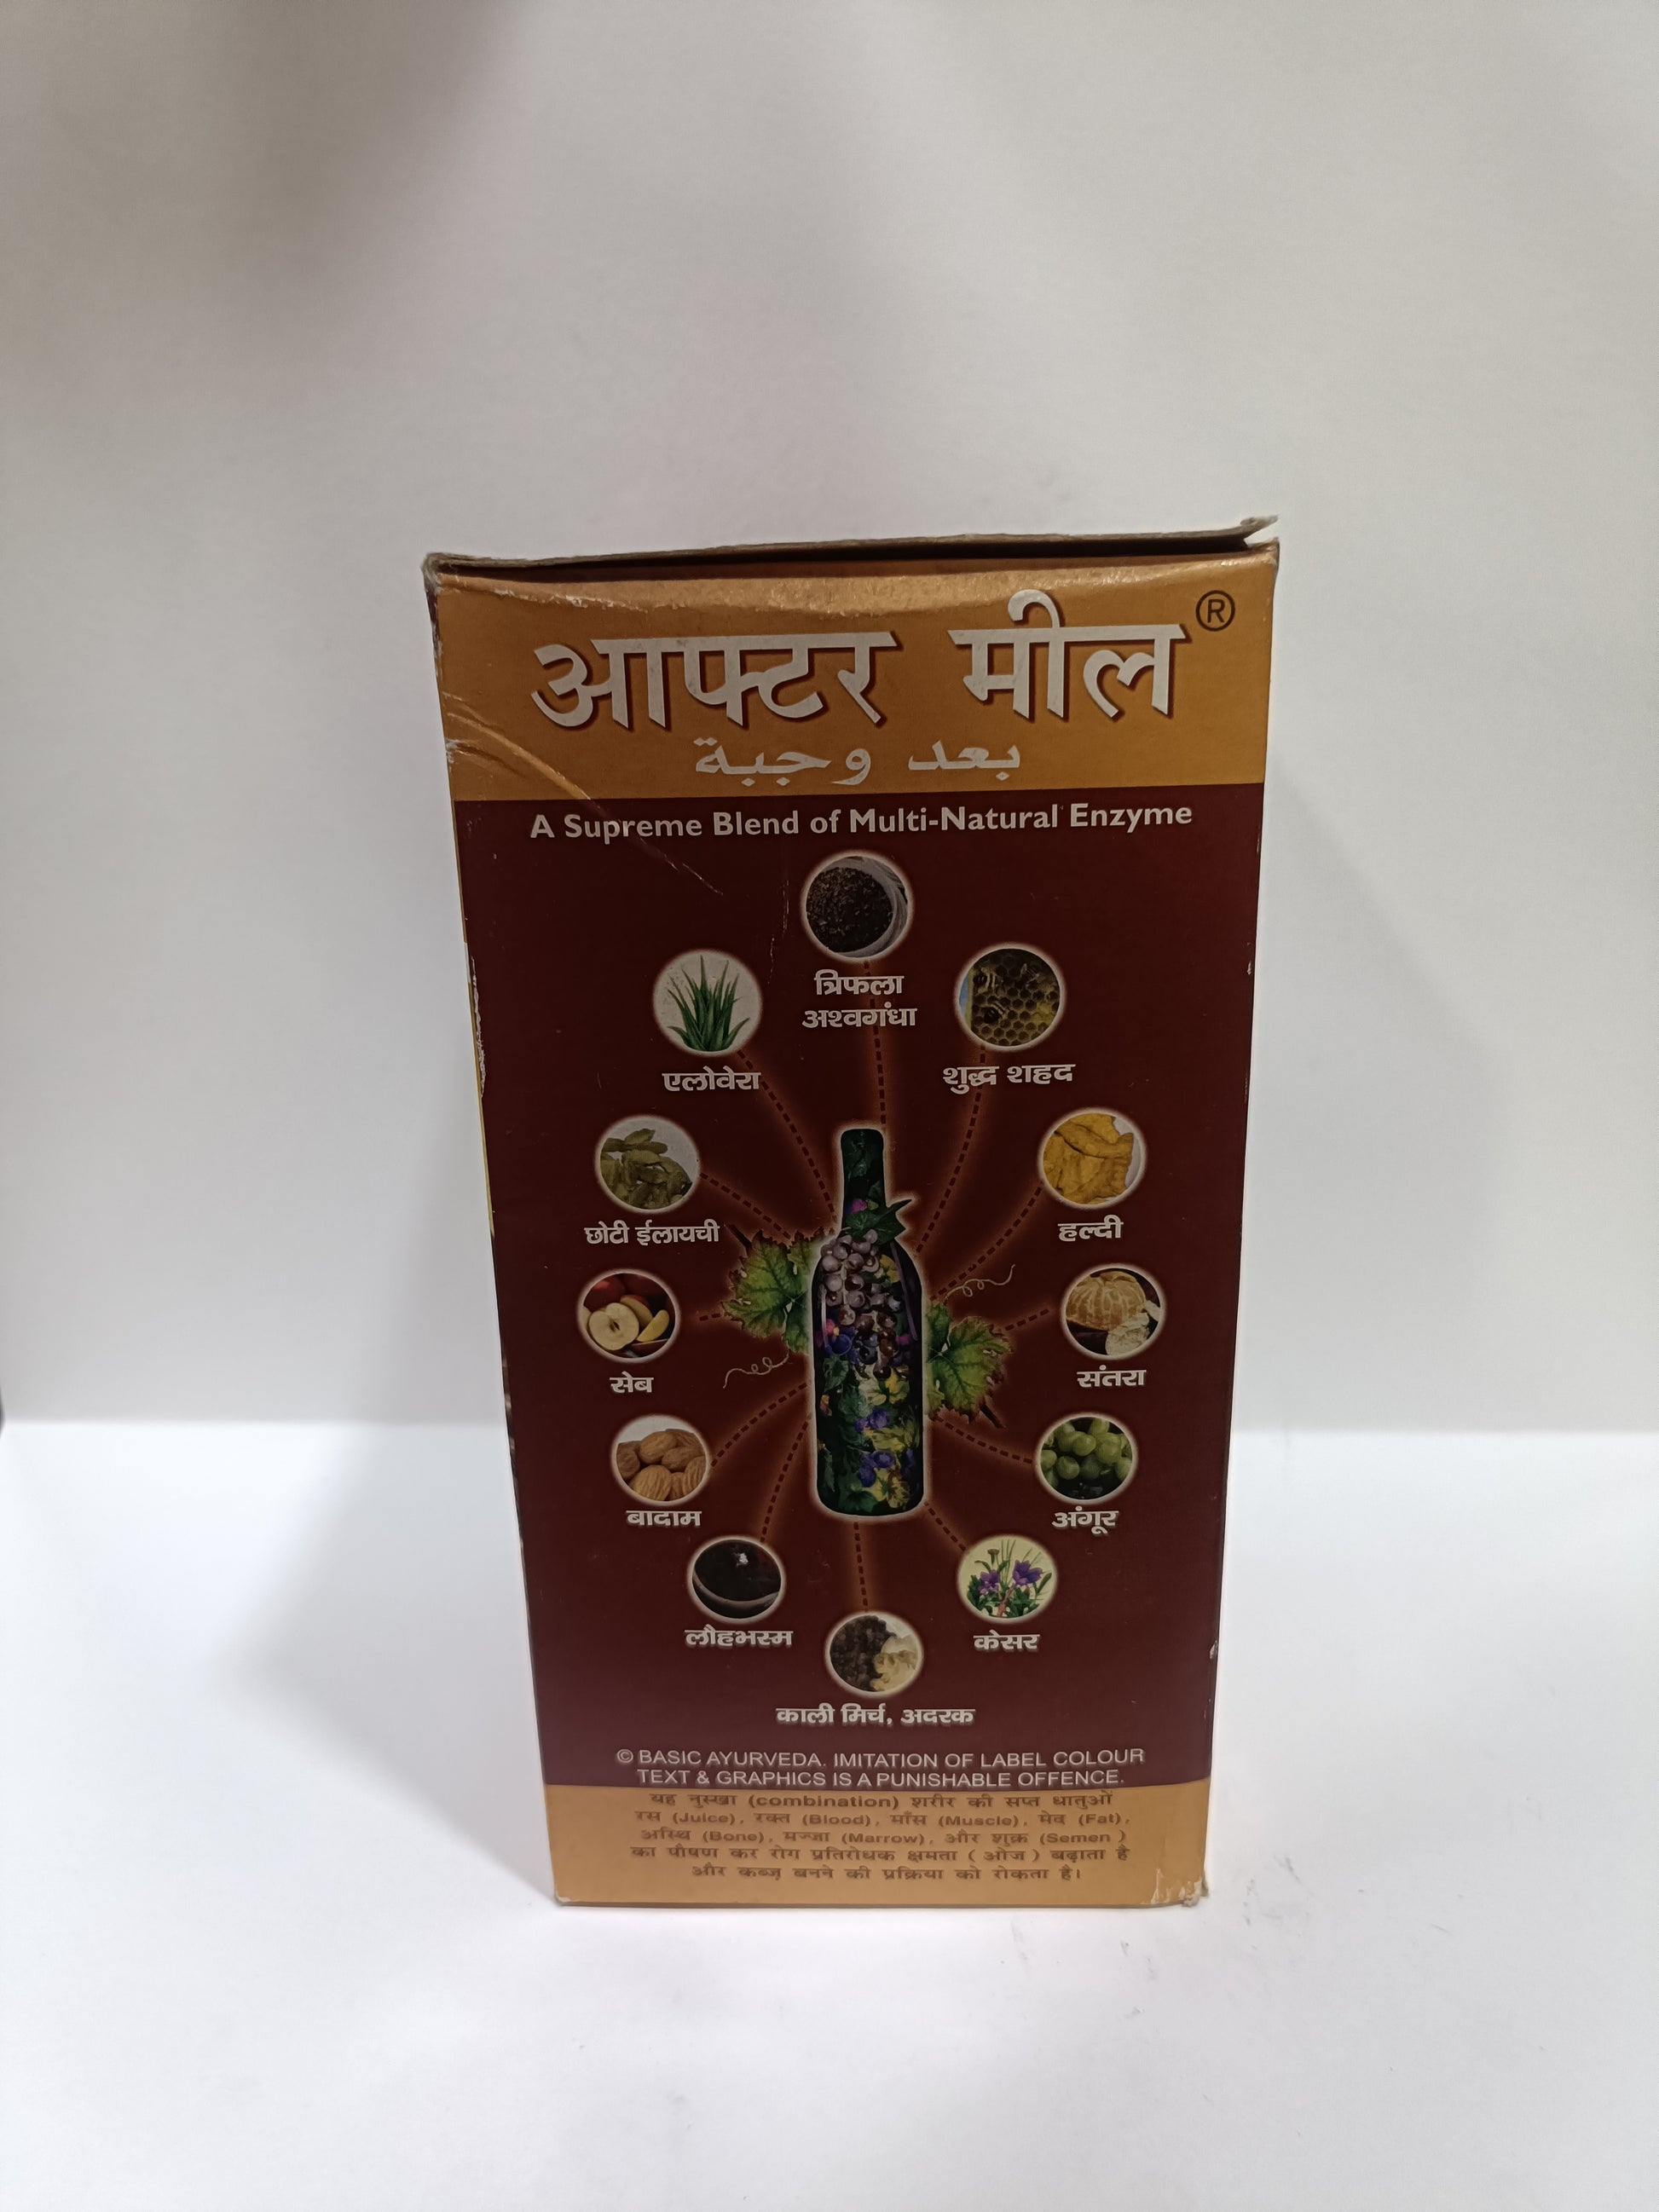 आफ्टर मील ®
بعد وجبة
A Supreme Blend of Multi-Natural Enzyme
त्रिफला
अश्वगंधा
एलोवेरा
शुद्ध शहद
छोटी ईलायची
हल्दी
सेब
संतरा
बादाम
अंगूर
लौहभस्म
केसर
काली मिर्च, अदरक
© BASIC AYURVEDA. IMITATION OF LABEL COLOUR
TEXT & GRAPHICS IS A PUNISHABLE OFFENCE.
यह नुस्खा (combination) शरीर की सप्त धातुओं
रस (Juice), रक्त (Blood), माँस (Muscle), मेद (Fat),
अस्थि (Bone), मज्जा (Marrow), और शुक्र (Semen )
का पौषण कर रोग प्रतिरोधक क्षमता ( ओज ) बढ़ाता है
और कब्ज़ बनने की प्रक्रिया को रोकता है।